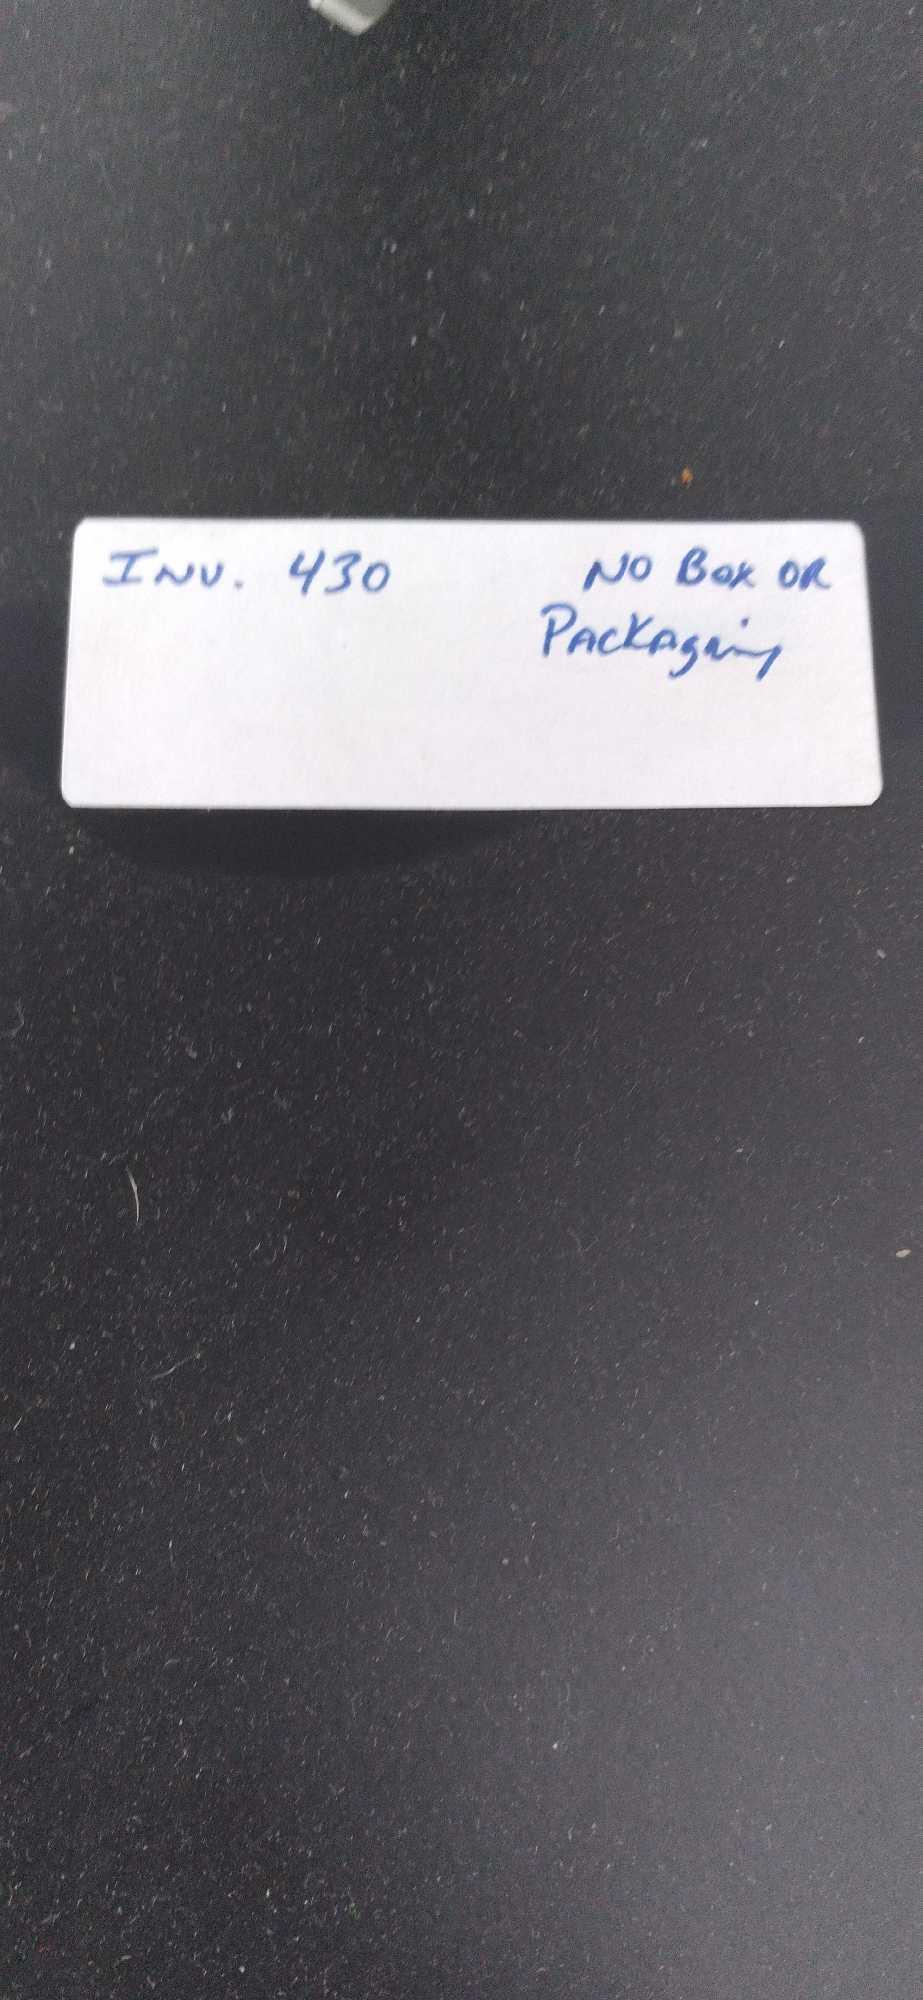 INV. 430 NO BOX OR
PACKAging